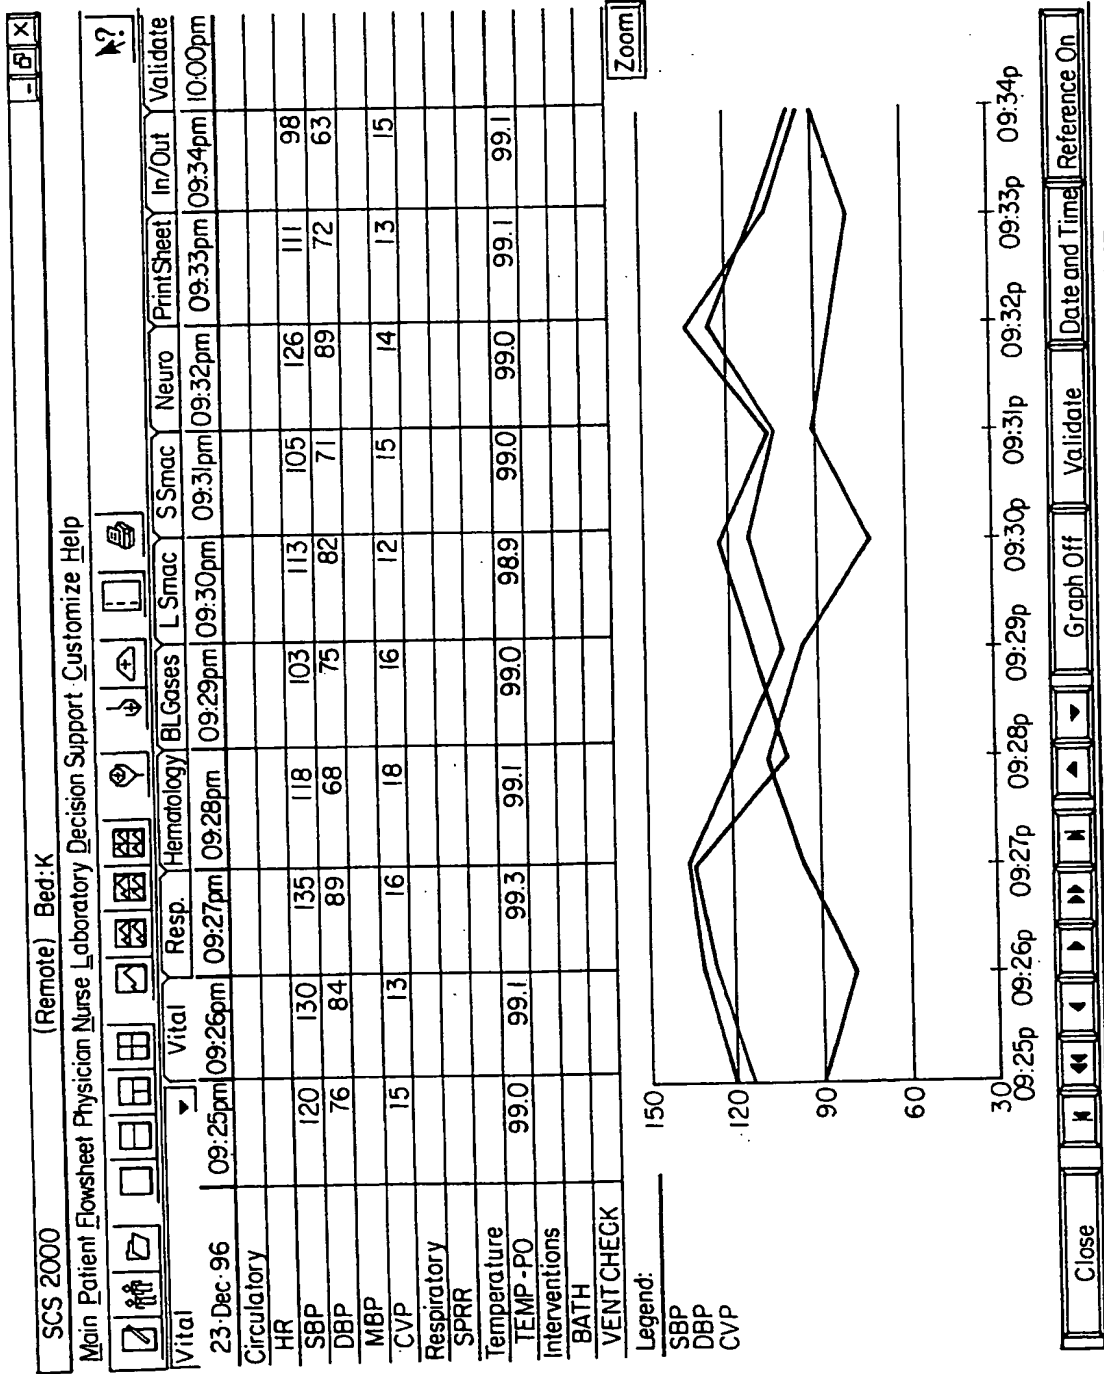 SCS 2000 (Remote) Bed:K
Main Patient Flowsheet Physician Nurse Laboratory Decision Support Customize Help
Vital Vital Resp. Hematology BLGases L Smac S Smac Neuro PrintSheet In/Out Validate
23·Dec·96 09:25pm 09:26pm 09:27pm 09:28pm 09:29pm 09:30pm 09:31pm 09:32pm 09:33pm 09:34pm 10:00pm
Circulatory
HR
SBP 120 130 135 118 103 113 105 126 111 98
DBP 76 84 89 68 75 82 71 89 72 63
MBP
CVP 15 13 16 18 16 12 15 14 13 15
Respiratory
SPRR
Temperature
TEMP-PO 99.0 99.1 99.3 99.1 99.0 98.9 99.0 99.0 99.1 99.1
Interventions
BATH
VENT CHECK
Zoom
Legend:
SBP
DBP
CVP
150
120
90
60
30
09:25p 09:26p 09:27p 09:28p 09:29p 09:30p 09:31p 09:32p 09:33p 09:34p
Close Graph Off Validate Date and Time Reference On